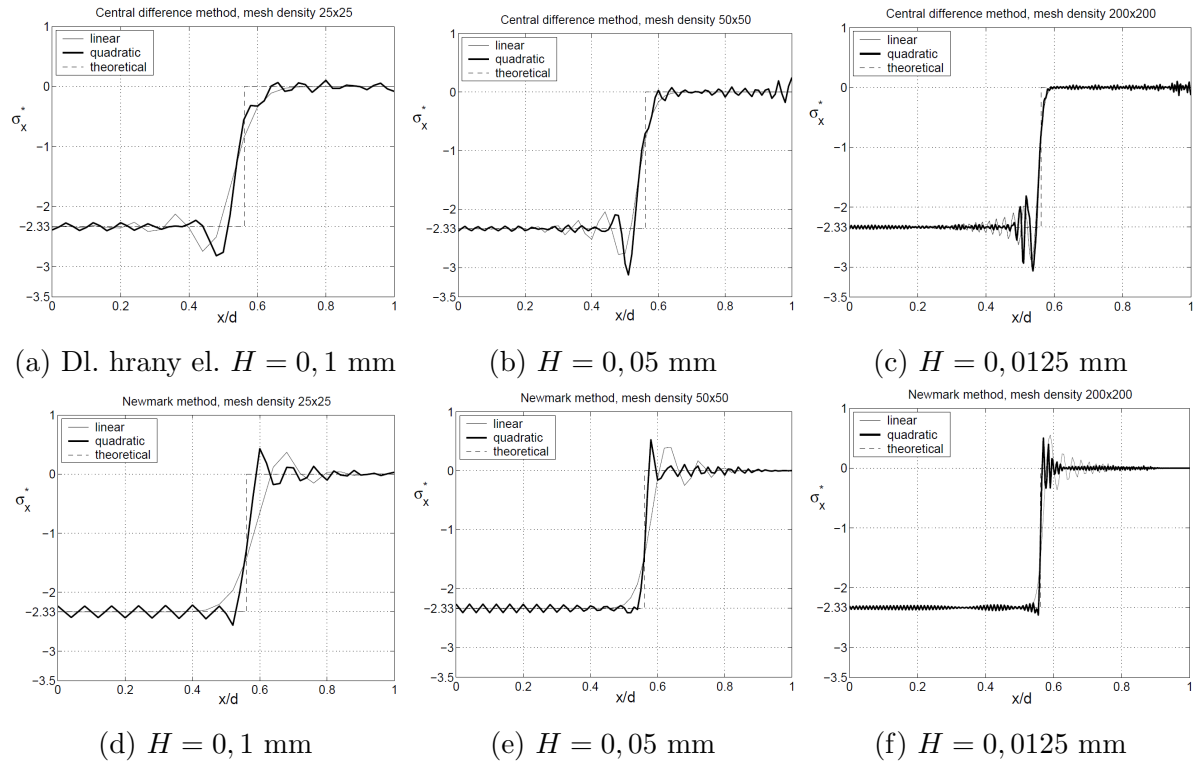 Central difference method, mesh density 25x25
linear
quadratic
theoretical
1
0
−1
−2
−2.33
−3
−3.5
σ*x
0 0.2 0.4 0.6 0.8 1
x/d
(a) Dl. hrany el. H = 0, 1 mm
Central difference method, mesh density 50x50
linear
quadratic
theoretical
1
0
−1
−2
−2.33
−3
−3.5
σ*x
0 0.2 0.4 0.6 0.8 1
x/d
(b) H = 0, 05 mm
Central difference method, mesh density 200x200
linear
quadratic
theoretical
1
0
−1
−2
−2.33
−3
−3.5
σ*x
0 0.2 0.4 0.6 0.8 1
x/d
(c) H = 0, 0125 mm
Newmark method, mesh density 25x25
linear
quadratic
theoretical
1
0
−1
−2
−2.33
−3
−3.5
σ*x
0 0.2 0.4 0.6 0.8 1
x/d
(d) H = 0, 1 mm
Newmark method, mesh density 50x50
linear
quadratic
theoretical
1
0
−1
−2
−2.33
−3
−3.5
σ*x
0 0.2 0.4 0.6 0.8 1
x/d
(e) H = 0, 05 mm
Newmark method, mesh density 200x200
linear
quadratic
theoretical
1
0
−1
−2
−2.33
−3
−3.5
σ*x
0 0.2 0.4 0.6 0.8 1
x/d
(f) H = 0, 0125 mm